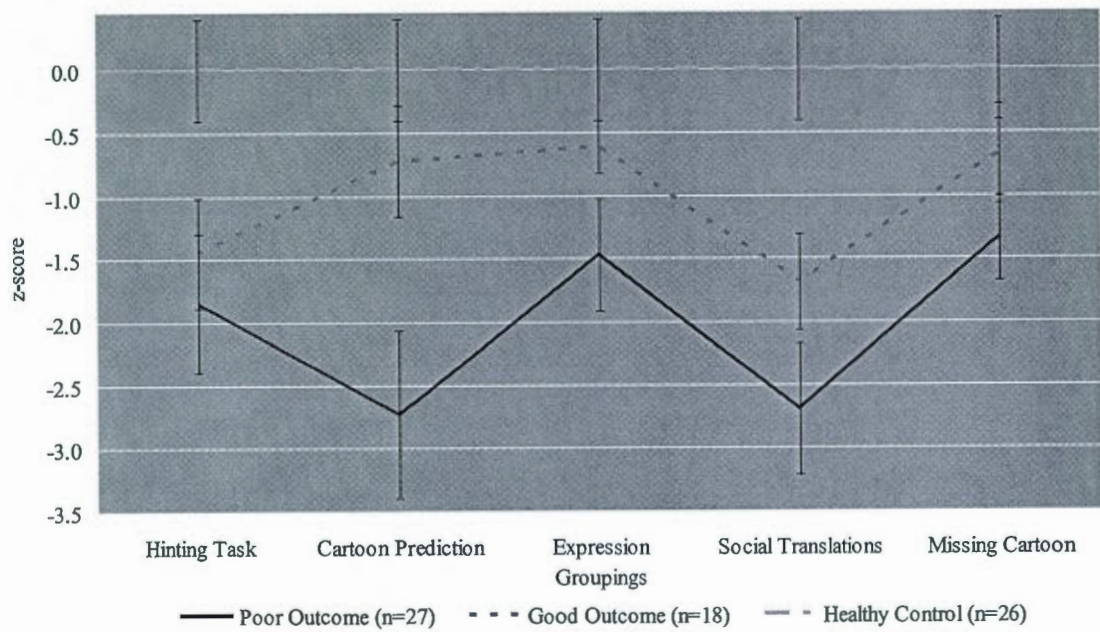 0.0
-0.5
-1.0
-1.5
-2.0
-2.5
-3.0
-3.5
z-score
Hinting Task
Cartoon Prediction
Expression
Groupings
Social Translations
Missing Cartoon
Poor Outcome (n=27)
Good Outcome (n=18)
Healthy Control (n=26)